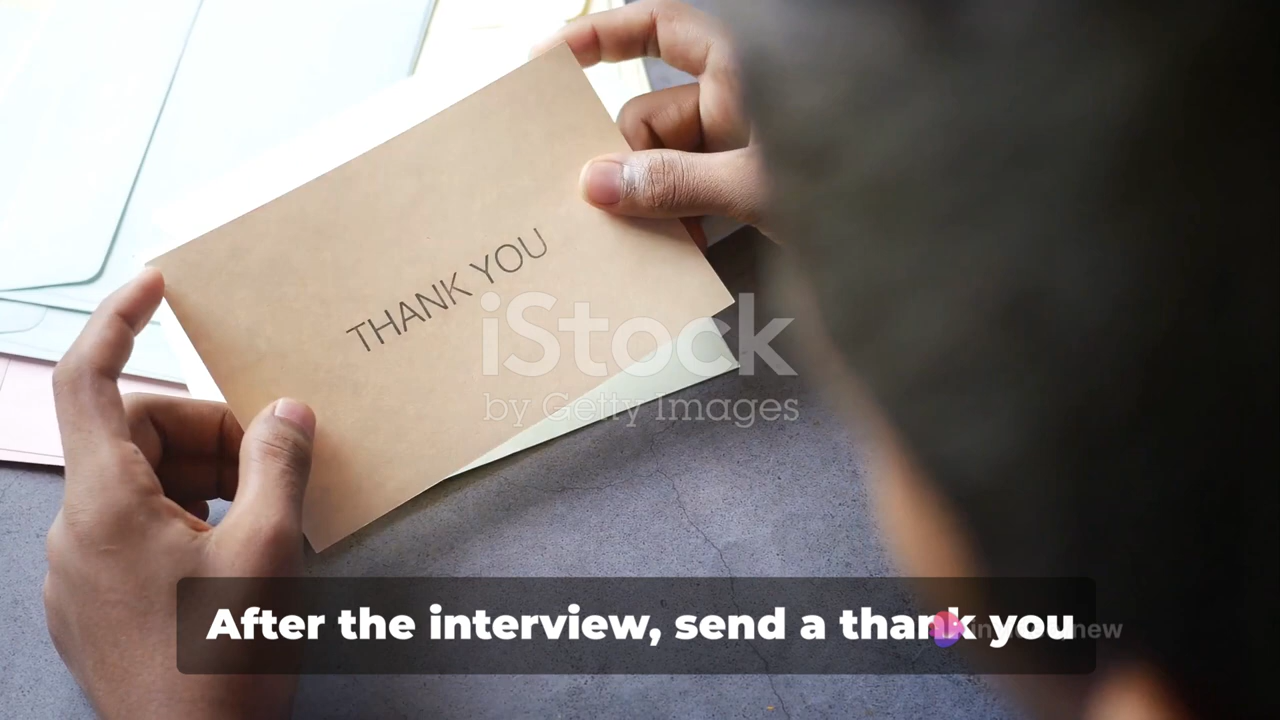 THANK YOU
iStock
by Getty Images
After the interview, send a thank you